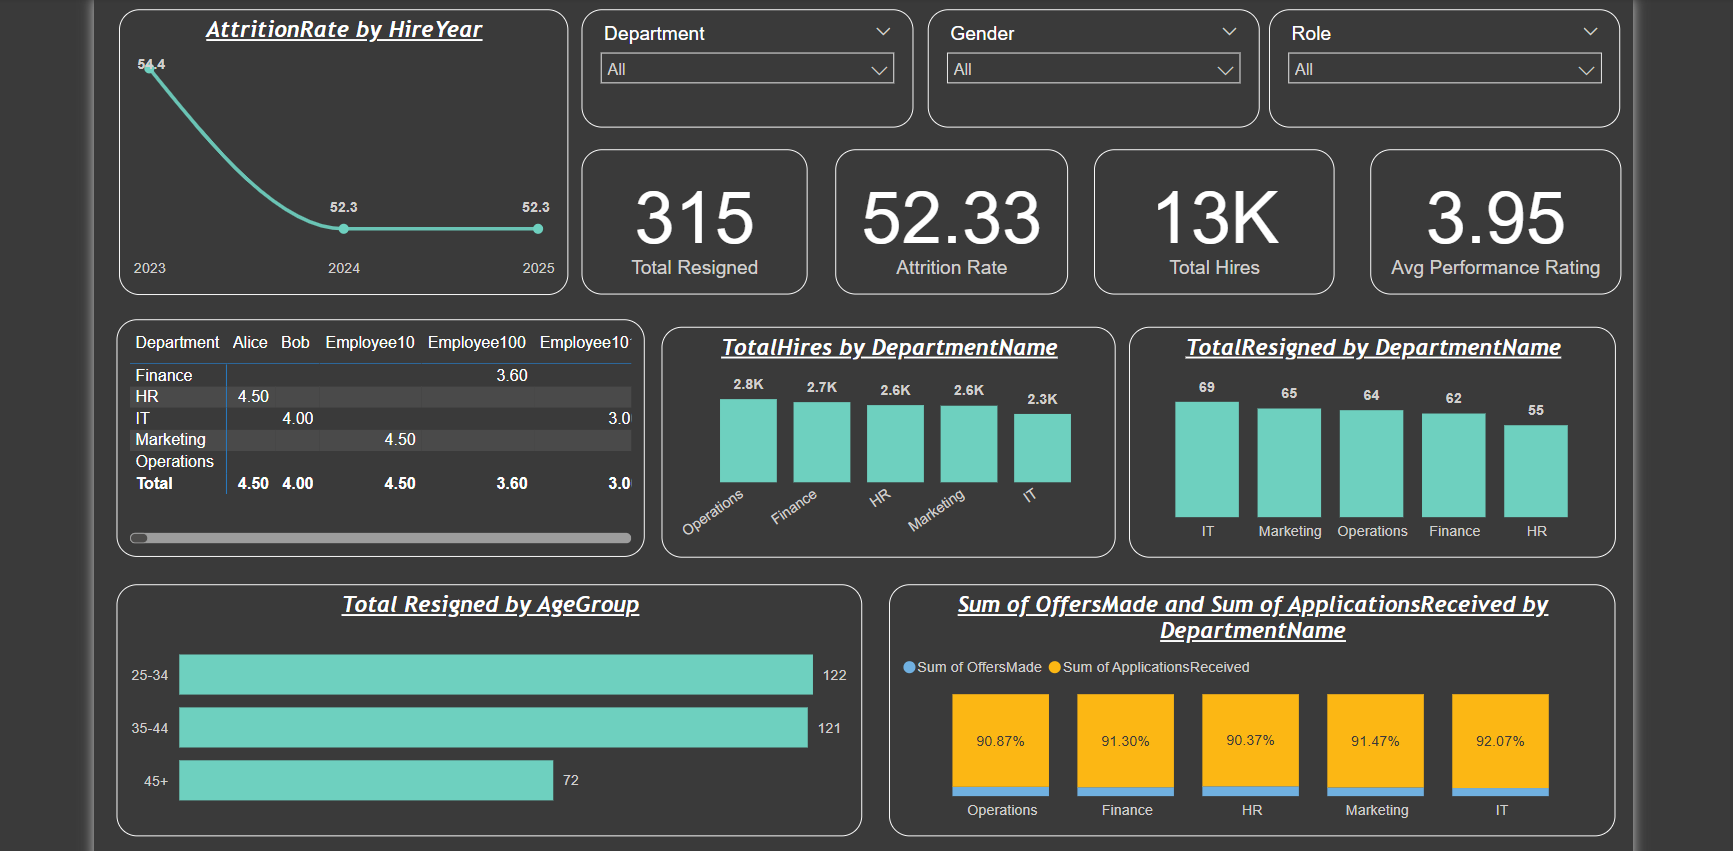 AttritionRate by HireYear
54.4
52.3
52.3
2023
2024
2025
Department
All
Gender
All
Role
All
315
Total Resigned
52.33
Attrition Rate
13K
Total Hires
3.95
Avg Performance Rating
Department Alice Bob Employee10 Employee100 Employee10
Finance 3.60
HR 4.50
IT 4.00 3.0
Marketing 4.50
Operations
Total 4.50 4.00 4.50 3.60 3.0
TotalHires by DepartmentName
2.8K
2.7K
2.6K
2.6K
2.3K
Operations
Finance
HR
Marketing
IT
TotalResigned by DepartmentName
69
65
64
62
55
IT
Marketing
Operations
Finance
HR
Total Resigned by AgeGroup
25-34
122
35-44
121
45+
72
Sum of OffersMade and Sum of ApplicationsReceived by
DepartmentName
Sum of OffersMade
Sum of ApplicationsReceived
90.87%
91.30%
90.37%
91.47%
92.07%
Operations
Finance
HR
Marketing
IT